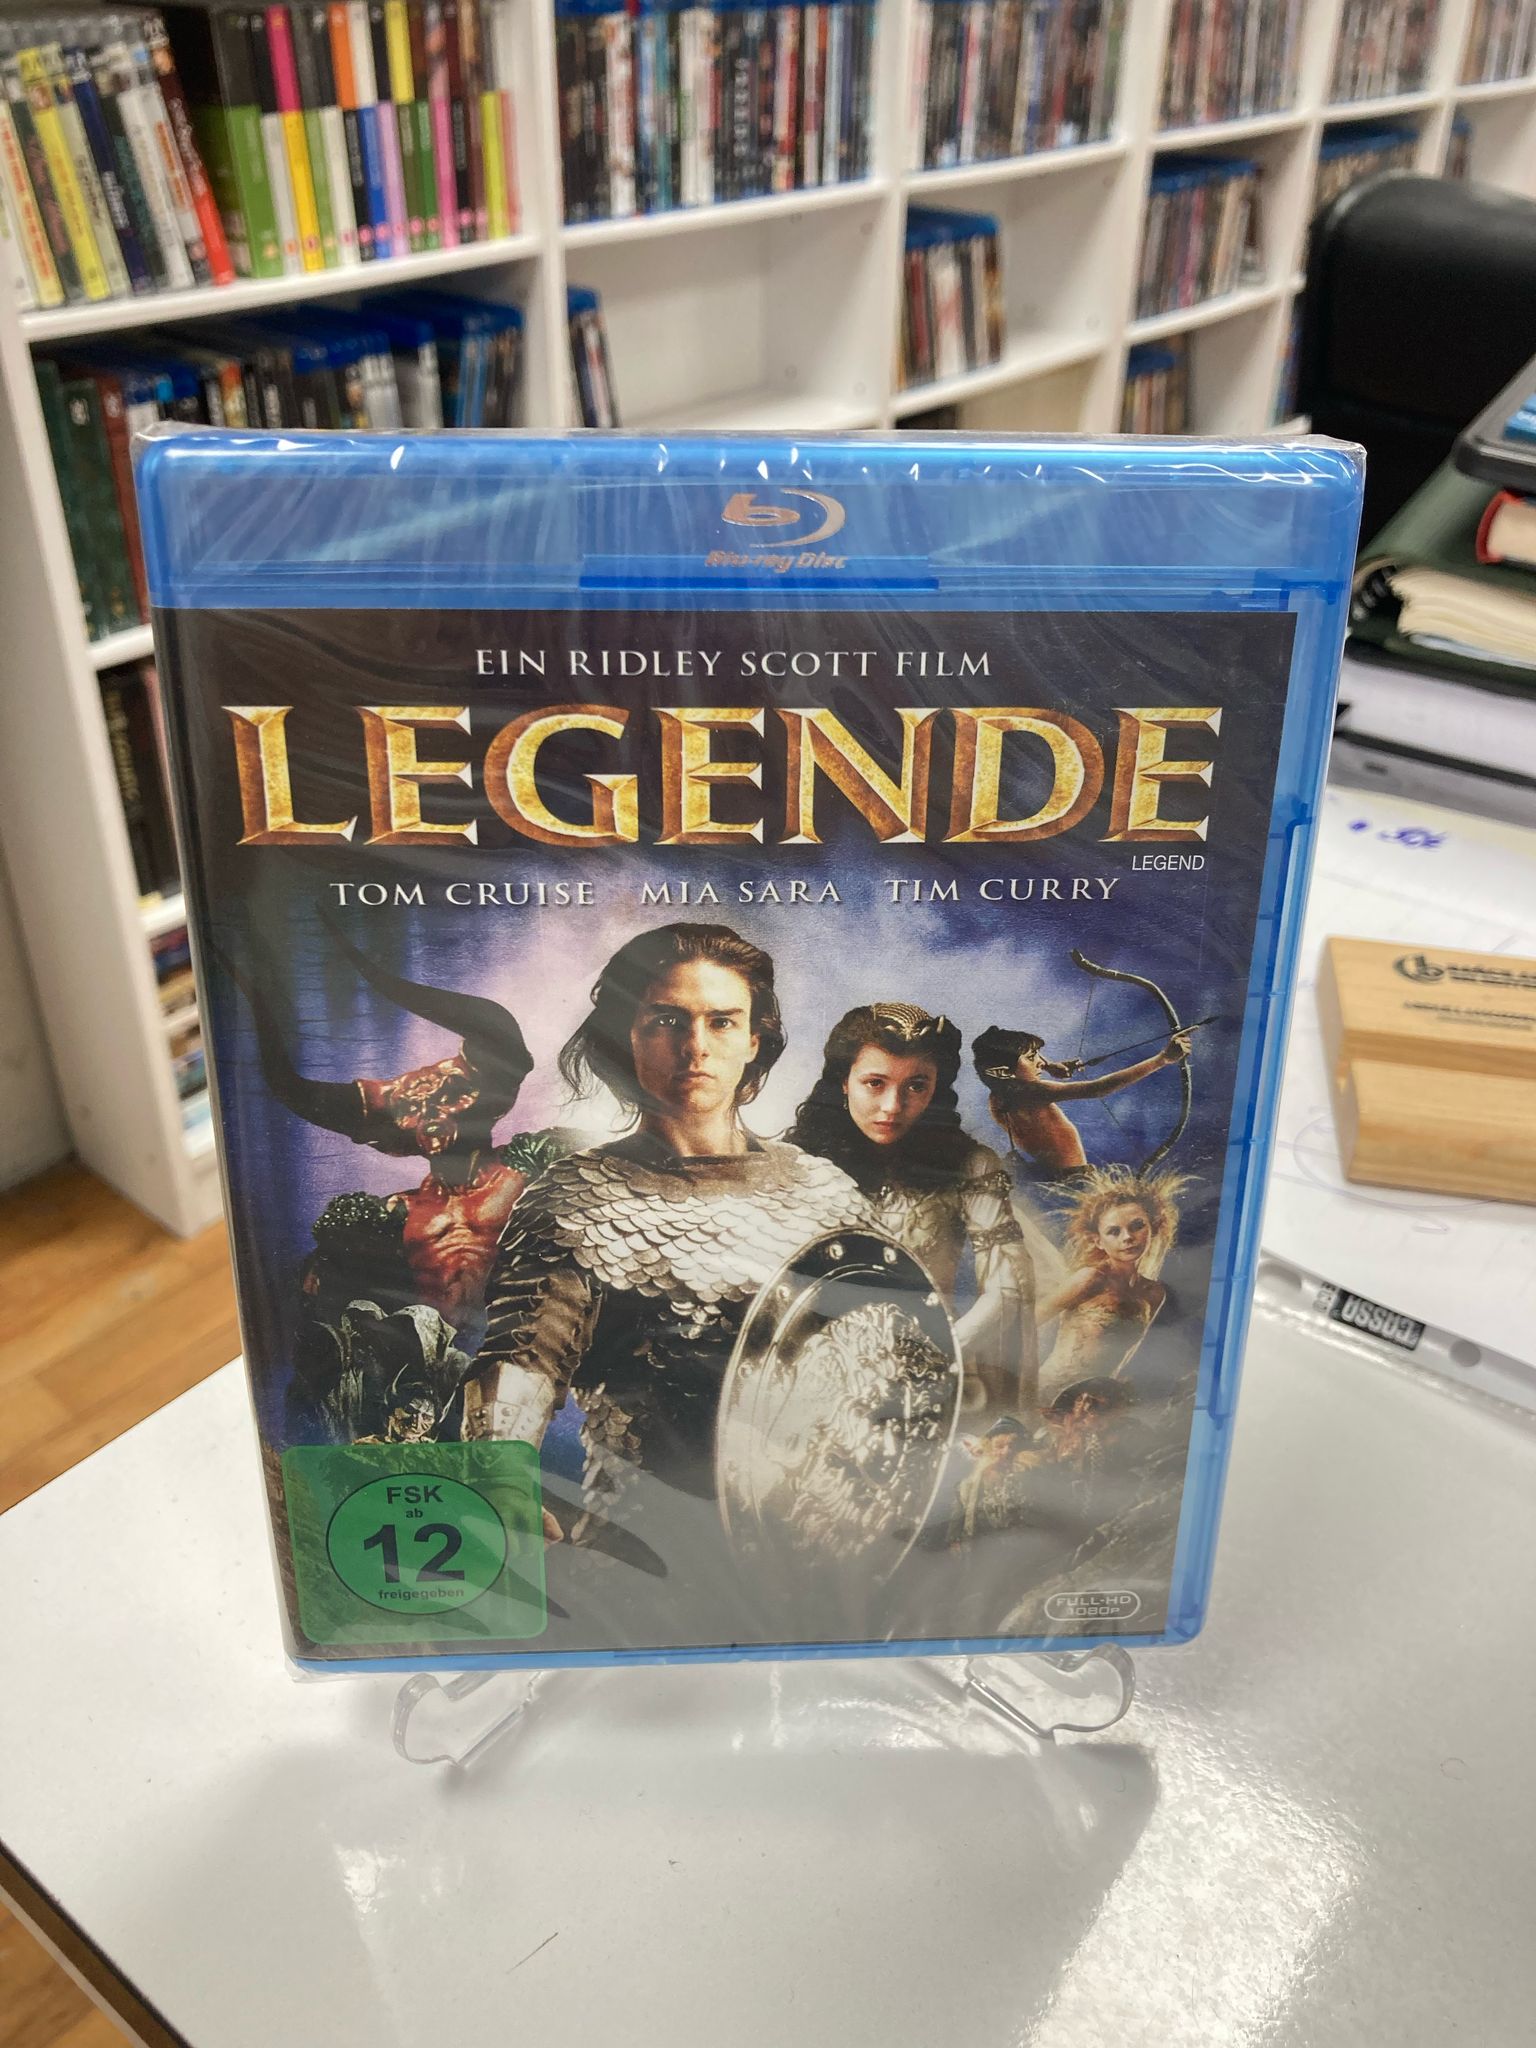 Blu-ray Disc
EIN RIDLEY SCOTT FILM
LEGENDE
LEGEND
TOM CRUISE MIA SARA TIM CURRY
FSK
ab
12
freigegeben
FULL-HD
1080p